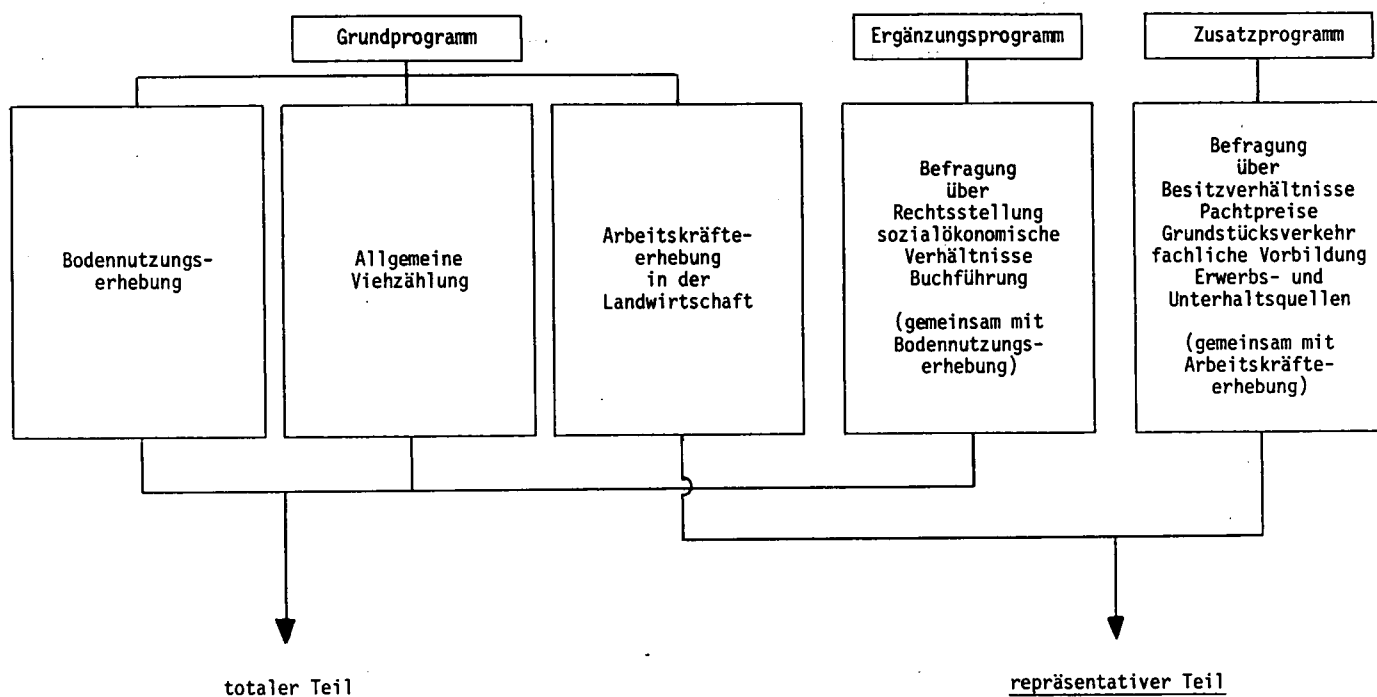 Grundprogramm
Ergänzungsprogramm
Zusatzprogramm
Bodennutzungs-
erhebung
Allgemeine
Viehzählung
Arbeitskräfte-
erhebung
in der
Landwirtschaft
Befragung
über
Rechtsstellung
sozialökonomische
Verhältnisse
Buchführung
(gemeinsam mit
Bodennutzungs-
erhebung)
Befragung
über
Besitzverhältnisse
Pachtpreise
Grundstücksverkehr
fachliche Vorbildung
Erwerbs- und
Unterhaltsquellen
(gemeinsam mit
Arbeitskräfte-
erhebung)
totaler Teil
repräsentativer Teil